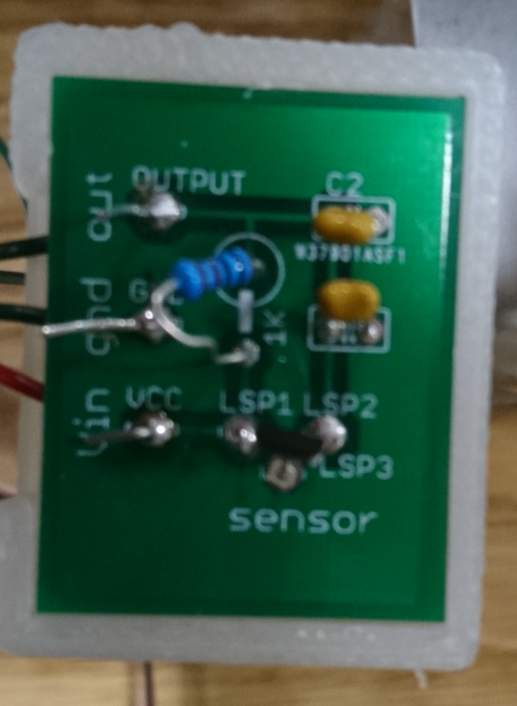 OUTPUT
C2
out
gnd
1K
Vin
VCC
LSP1
LSP2
LSP3
sensor